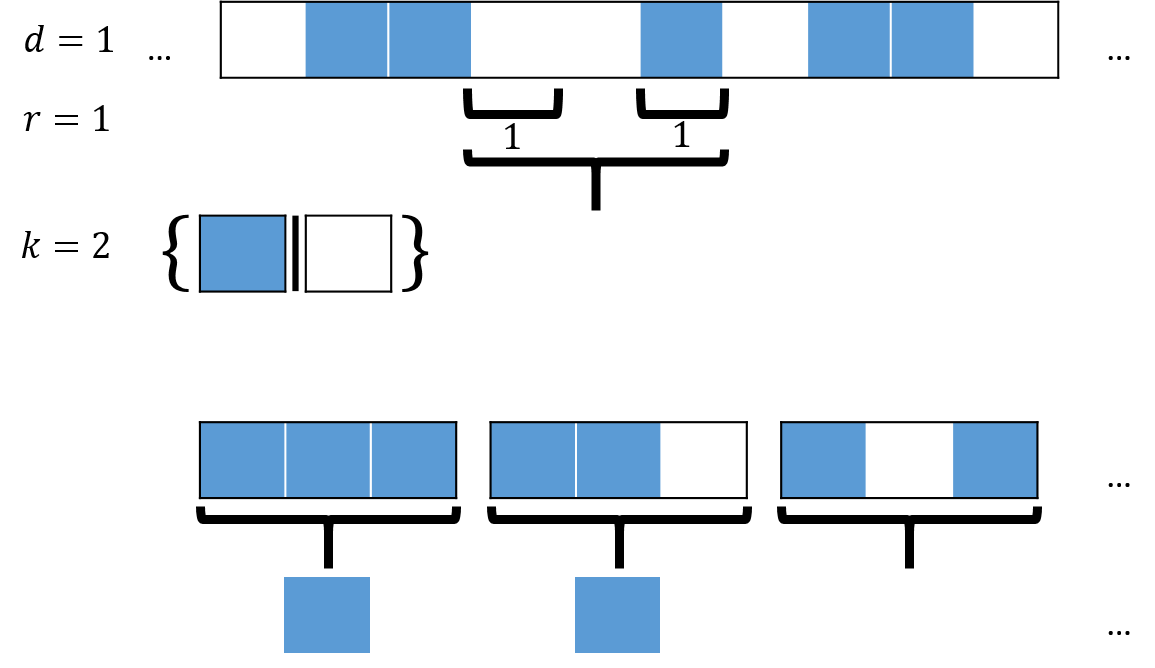 d = 1 ... ...
r = 1
1 1
k = 2 { | }
...
...